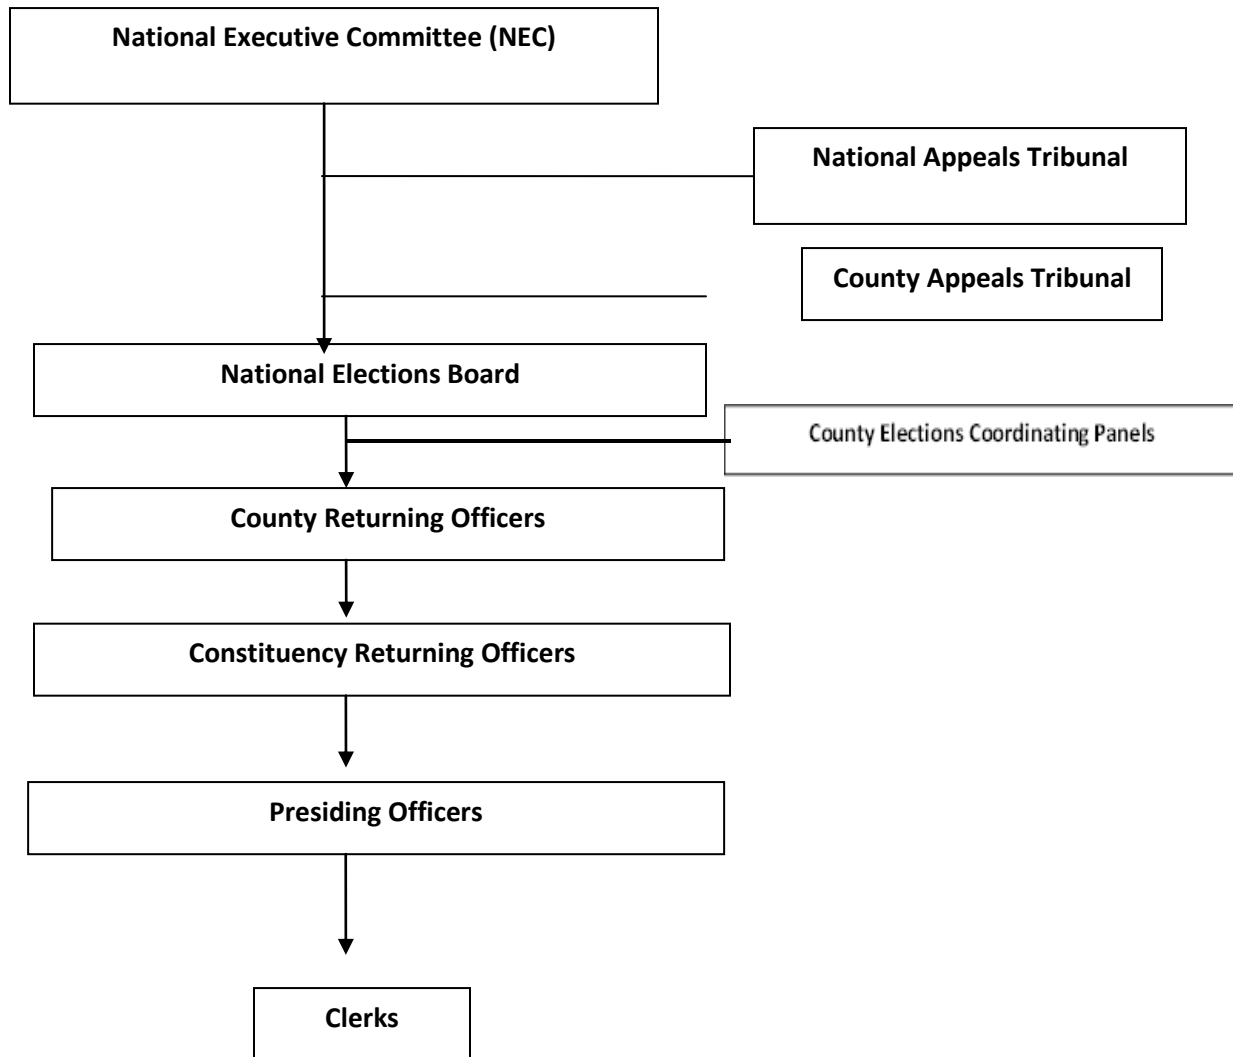 National Executive Committee (NEC)
National Appeals Tribunal
County Appeals Tribunal
National Elections Board
County Elections Coordinating Panels
County Returning Officers
Constituency Returning Officers
Presiding Officers
Clerks